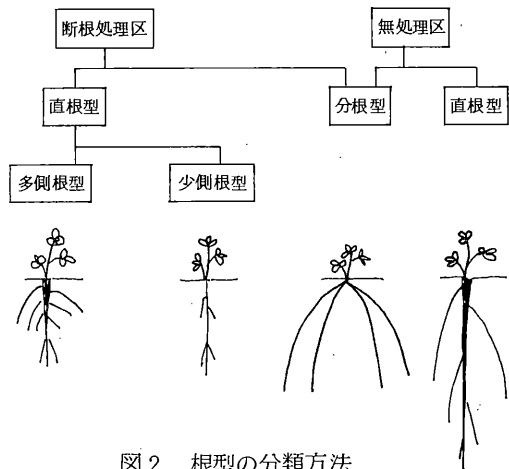 断根処理区 無処理区
直根型 分根型 直根型
多側根型 少側根型
図2 根型の分類方法